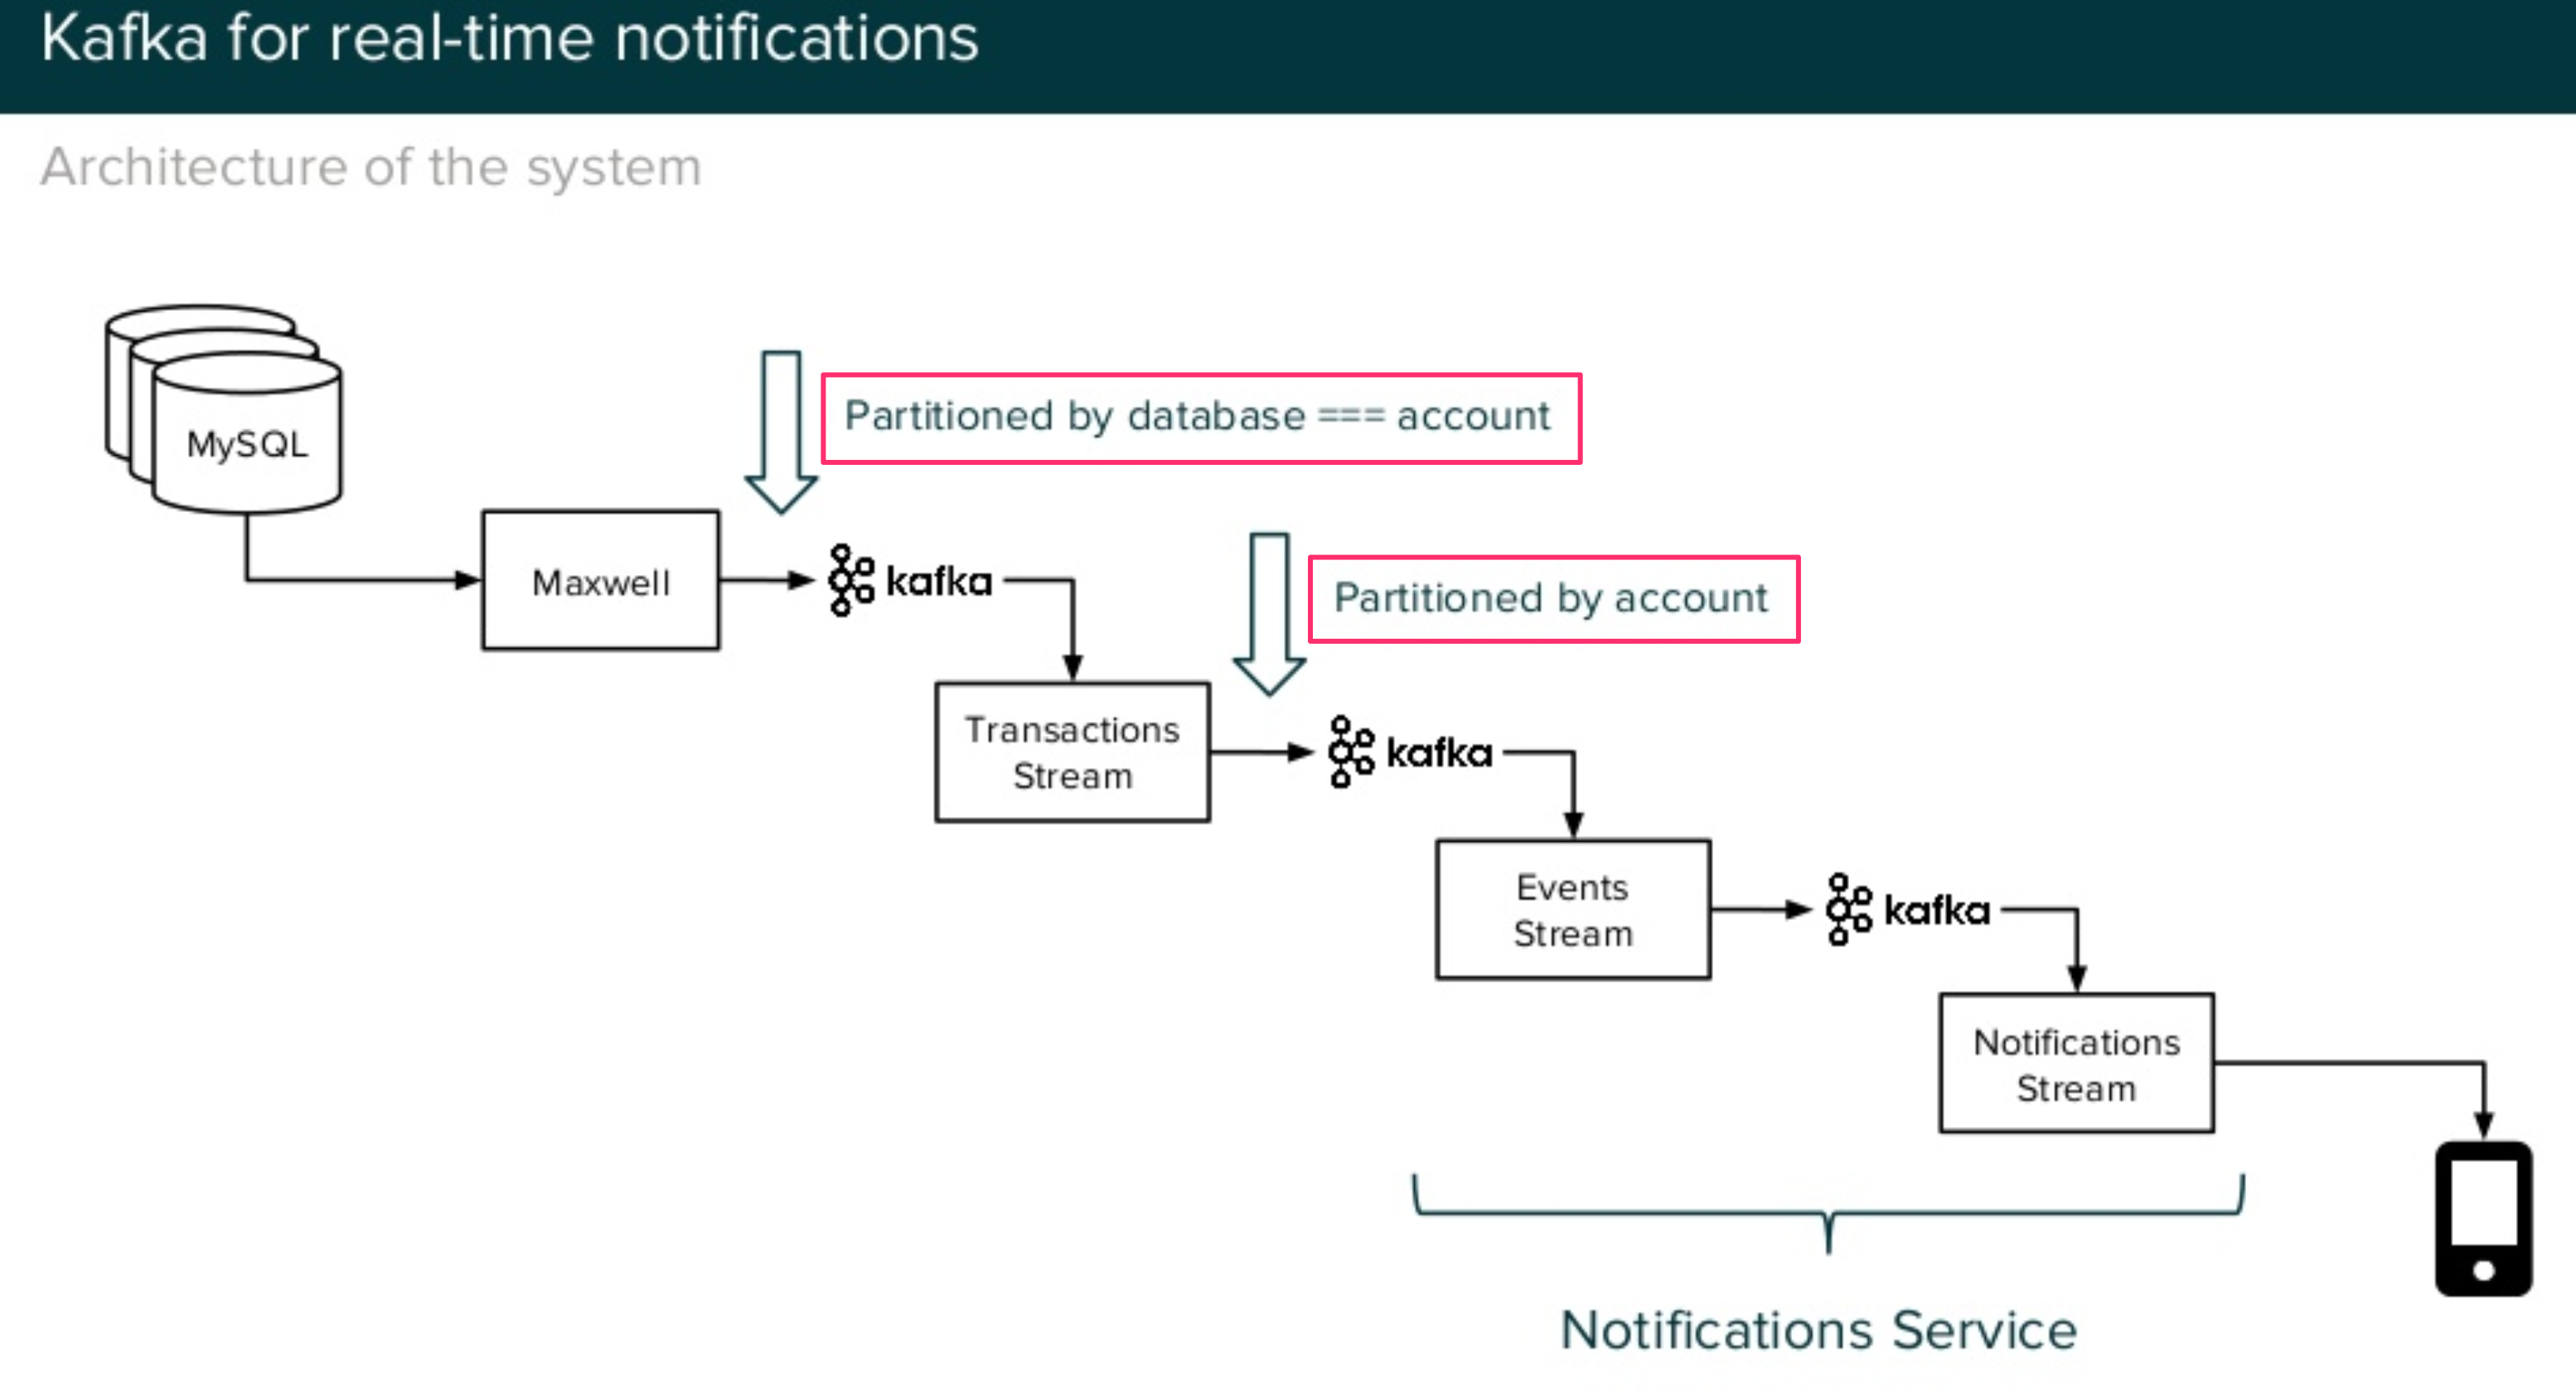 Kafka for real-time notifications
Architecture of the system
MySQL
Partitioned by database === account
Maxwell
kafka
Partitioned by account
Transactions
Stream
kafka
Events
Stream
kafka
Notifications
Stream
Notifications Service